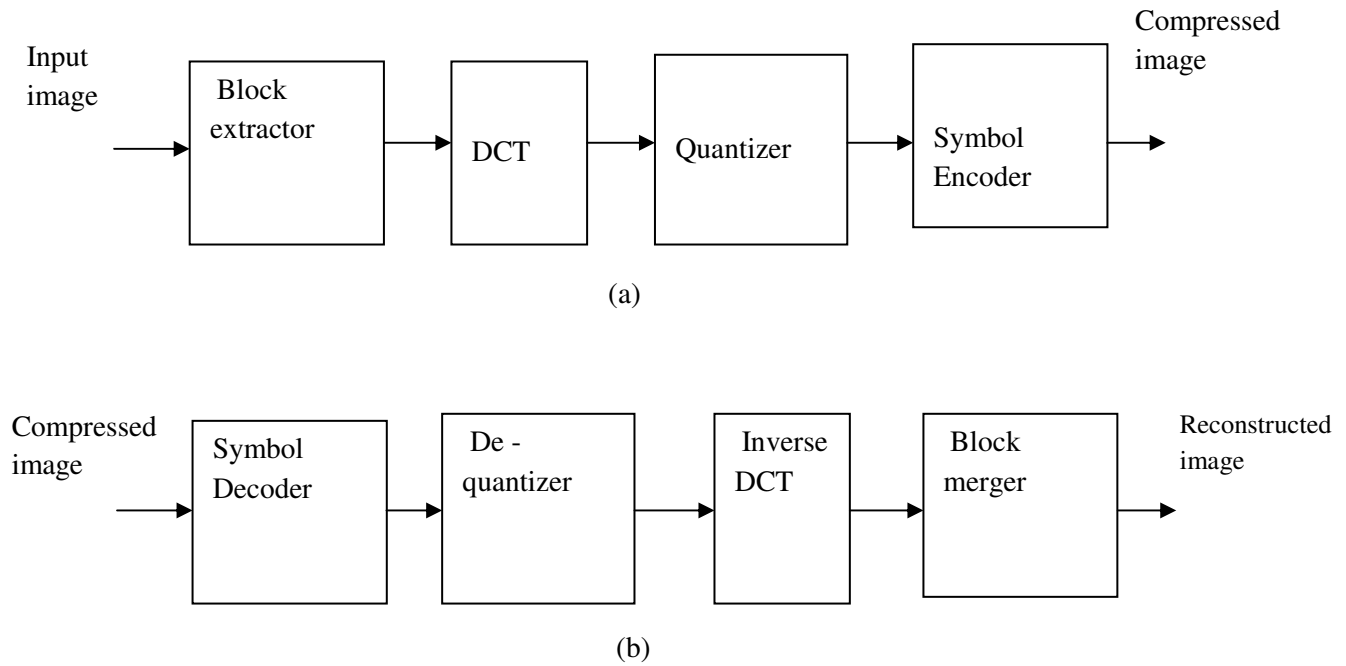 Input
image
Block
extractor
DCT
Quantizer
Symbol
Encoder
Compressed
image
(a)
Compressed
image
Symbol
Decoder
De -
quantizer
Inverse
DCT
Block
merger
Reconstructed
image
(b)